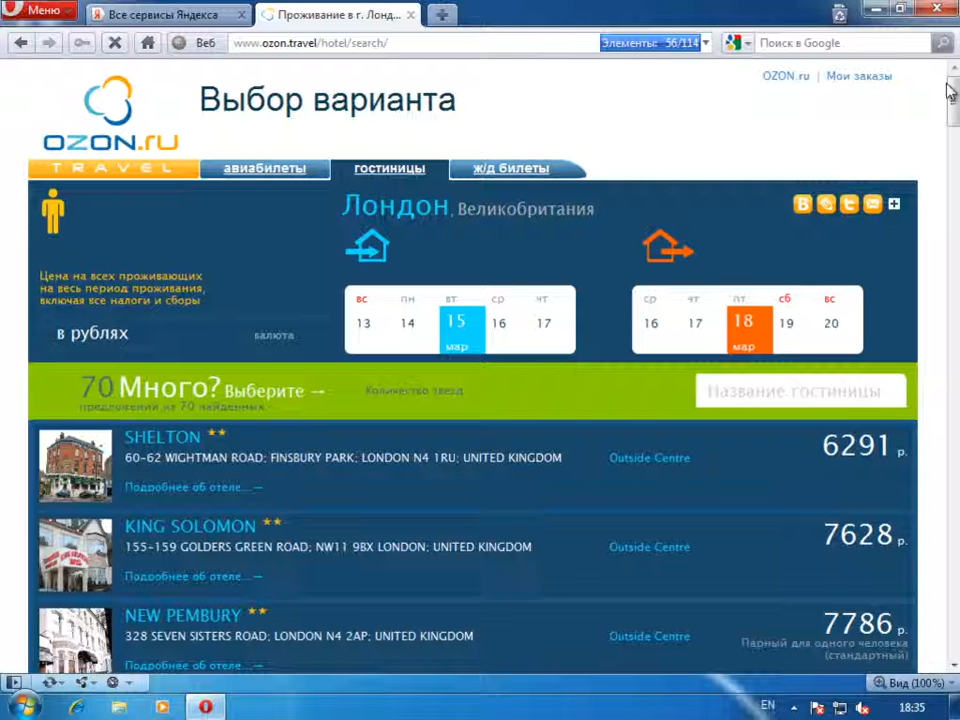 Меню
Все сервисы Яндекса
Проживание в г. Лонд...
Веб
www.ozon.travel/hotel/search/
Элементы: 56/114
Поиск в Google
OZON.ru | Мои заказы
OZON.ru
Выбор варианта
TRAVEL
авиабилеты
гостиницы
ж/д билеты
Лондон, Великобритания
Цена на всех проживающих
на весь период проживания,
включая все налоги и сборы
в рублях
валюта
вс пн вт ср чт
13 14 15 16 17
мар
ср чт пт сб вс
16 17 18 19 20
мар
70 Много? Выберите →
предложений из 70 найденных
Количество звезд
Название гостиницы
SHELTON
60-62 WIGHTMAN ROAD; FINSBURY PARK; LONDON N4 1RU; UNITED KINGDOM
Outside Centre
6291 р.
Подробнее об отеле...—
KING SOLOMON
155-159 GOLDERS GREEN ROAD; NW11 9BX LONDON; UNITED KINGDOM
Outside Centre
7628 р.
Подробнее об отеле...—
NEW PEMBURY
328 SEVEN SISTERS ROAD; LONDON N4 2AP; UNITED KINGDOM
Outside Centre
7786 р.
Парный для одного человека
(стандартный)
Подробнее об отеле...—
Вид (100%)
EN
18:35